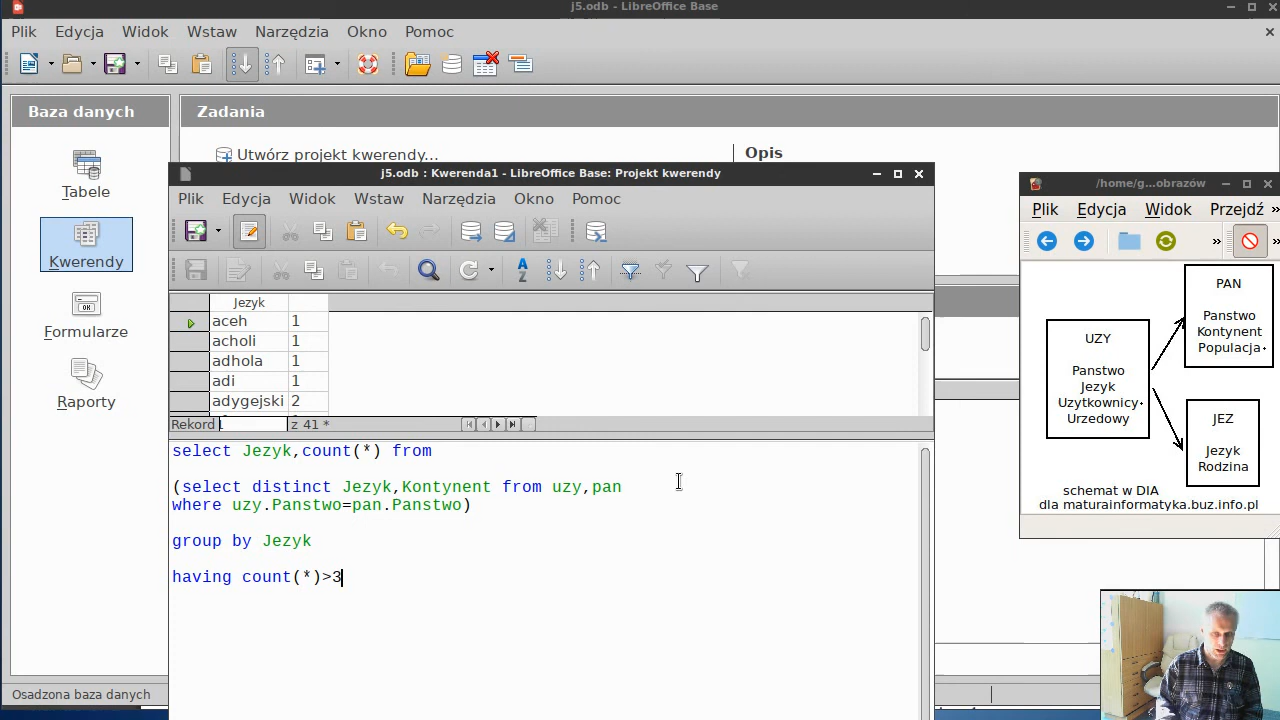 j5.odb - LibreOffice Base
Plik Edycja Widok Wstaw Narzędzia Okno Pomoc
Baza danych
Tabele
Kwerendy
Formularze
Raporty
Zadania
Utwórz projekt kwerendy...
Opis
j5.odb : Kwerenda1 - LibreOffice Base: Projekt kwerendy
Plik Edycja Widok Wstaw Narzędzia Okno Pomoc
Jezyk
aceh 1
acholi 1
adhola 1
adi 1
adygejski 2
Rekord 1 z 41 *
select Jezyk,count(*) from
(select distinct Jezyk,Kontynent from uzy,pan
where uzy.Panstwo=pan.Panstwo)
group by Jezyk
having count(*)>3
/home/g...obrazów
Plik Edycja Widok Przejdź »
» »
PAN
Panstwo
Kontynent
Populacja
UZY
Panstwo
Jezyk
Uzytkownicy
Urzedowy
JEZ
Jezyk
Rodzina
schemat w DIA
dla maturainformatyka.buz.info.pl
Osadzona baza danych